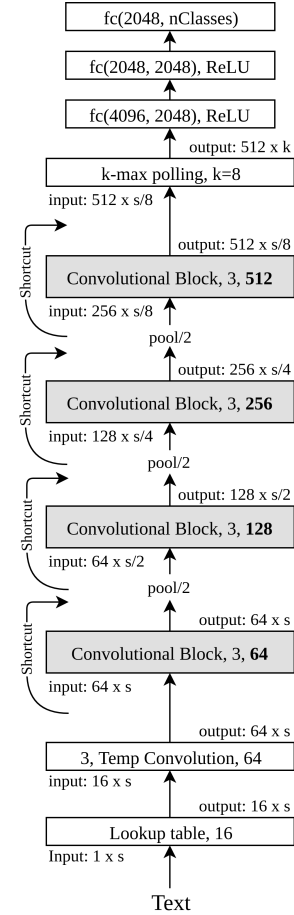 fc(2048, nClasses)
fc(2048, 2048), ReLU
fc(4096, 2048), ReLU
output: 512 x k
k-max polling, k=8
input: 512 x s/8
output: 512 x s/8
Shortcut
Convolutional Block, 3, 512
input: 256 x s/8
pool/2
output: 256 x s/4
Shortcut
Convolutional Block, 3, 256
input: 128 x s/4
pool/2
output: 128 x s/2
Shortcut
Convolutional Block, 3, 128
input: 64 x s/2
pool/2
output: 64 x s
Shortcut
Convolutional Block, 3, 64
input: 64 x s
output: 64 x s
3, Temp Convolution, 64
input: 16 x s
output: 16 x s
Lookup table, 16
Input: 1 x s
Text